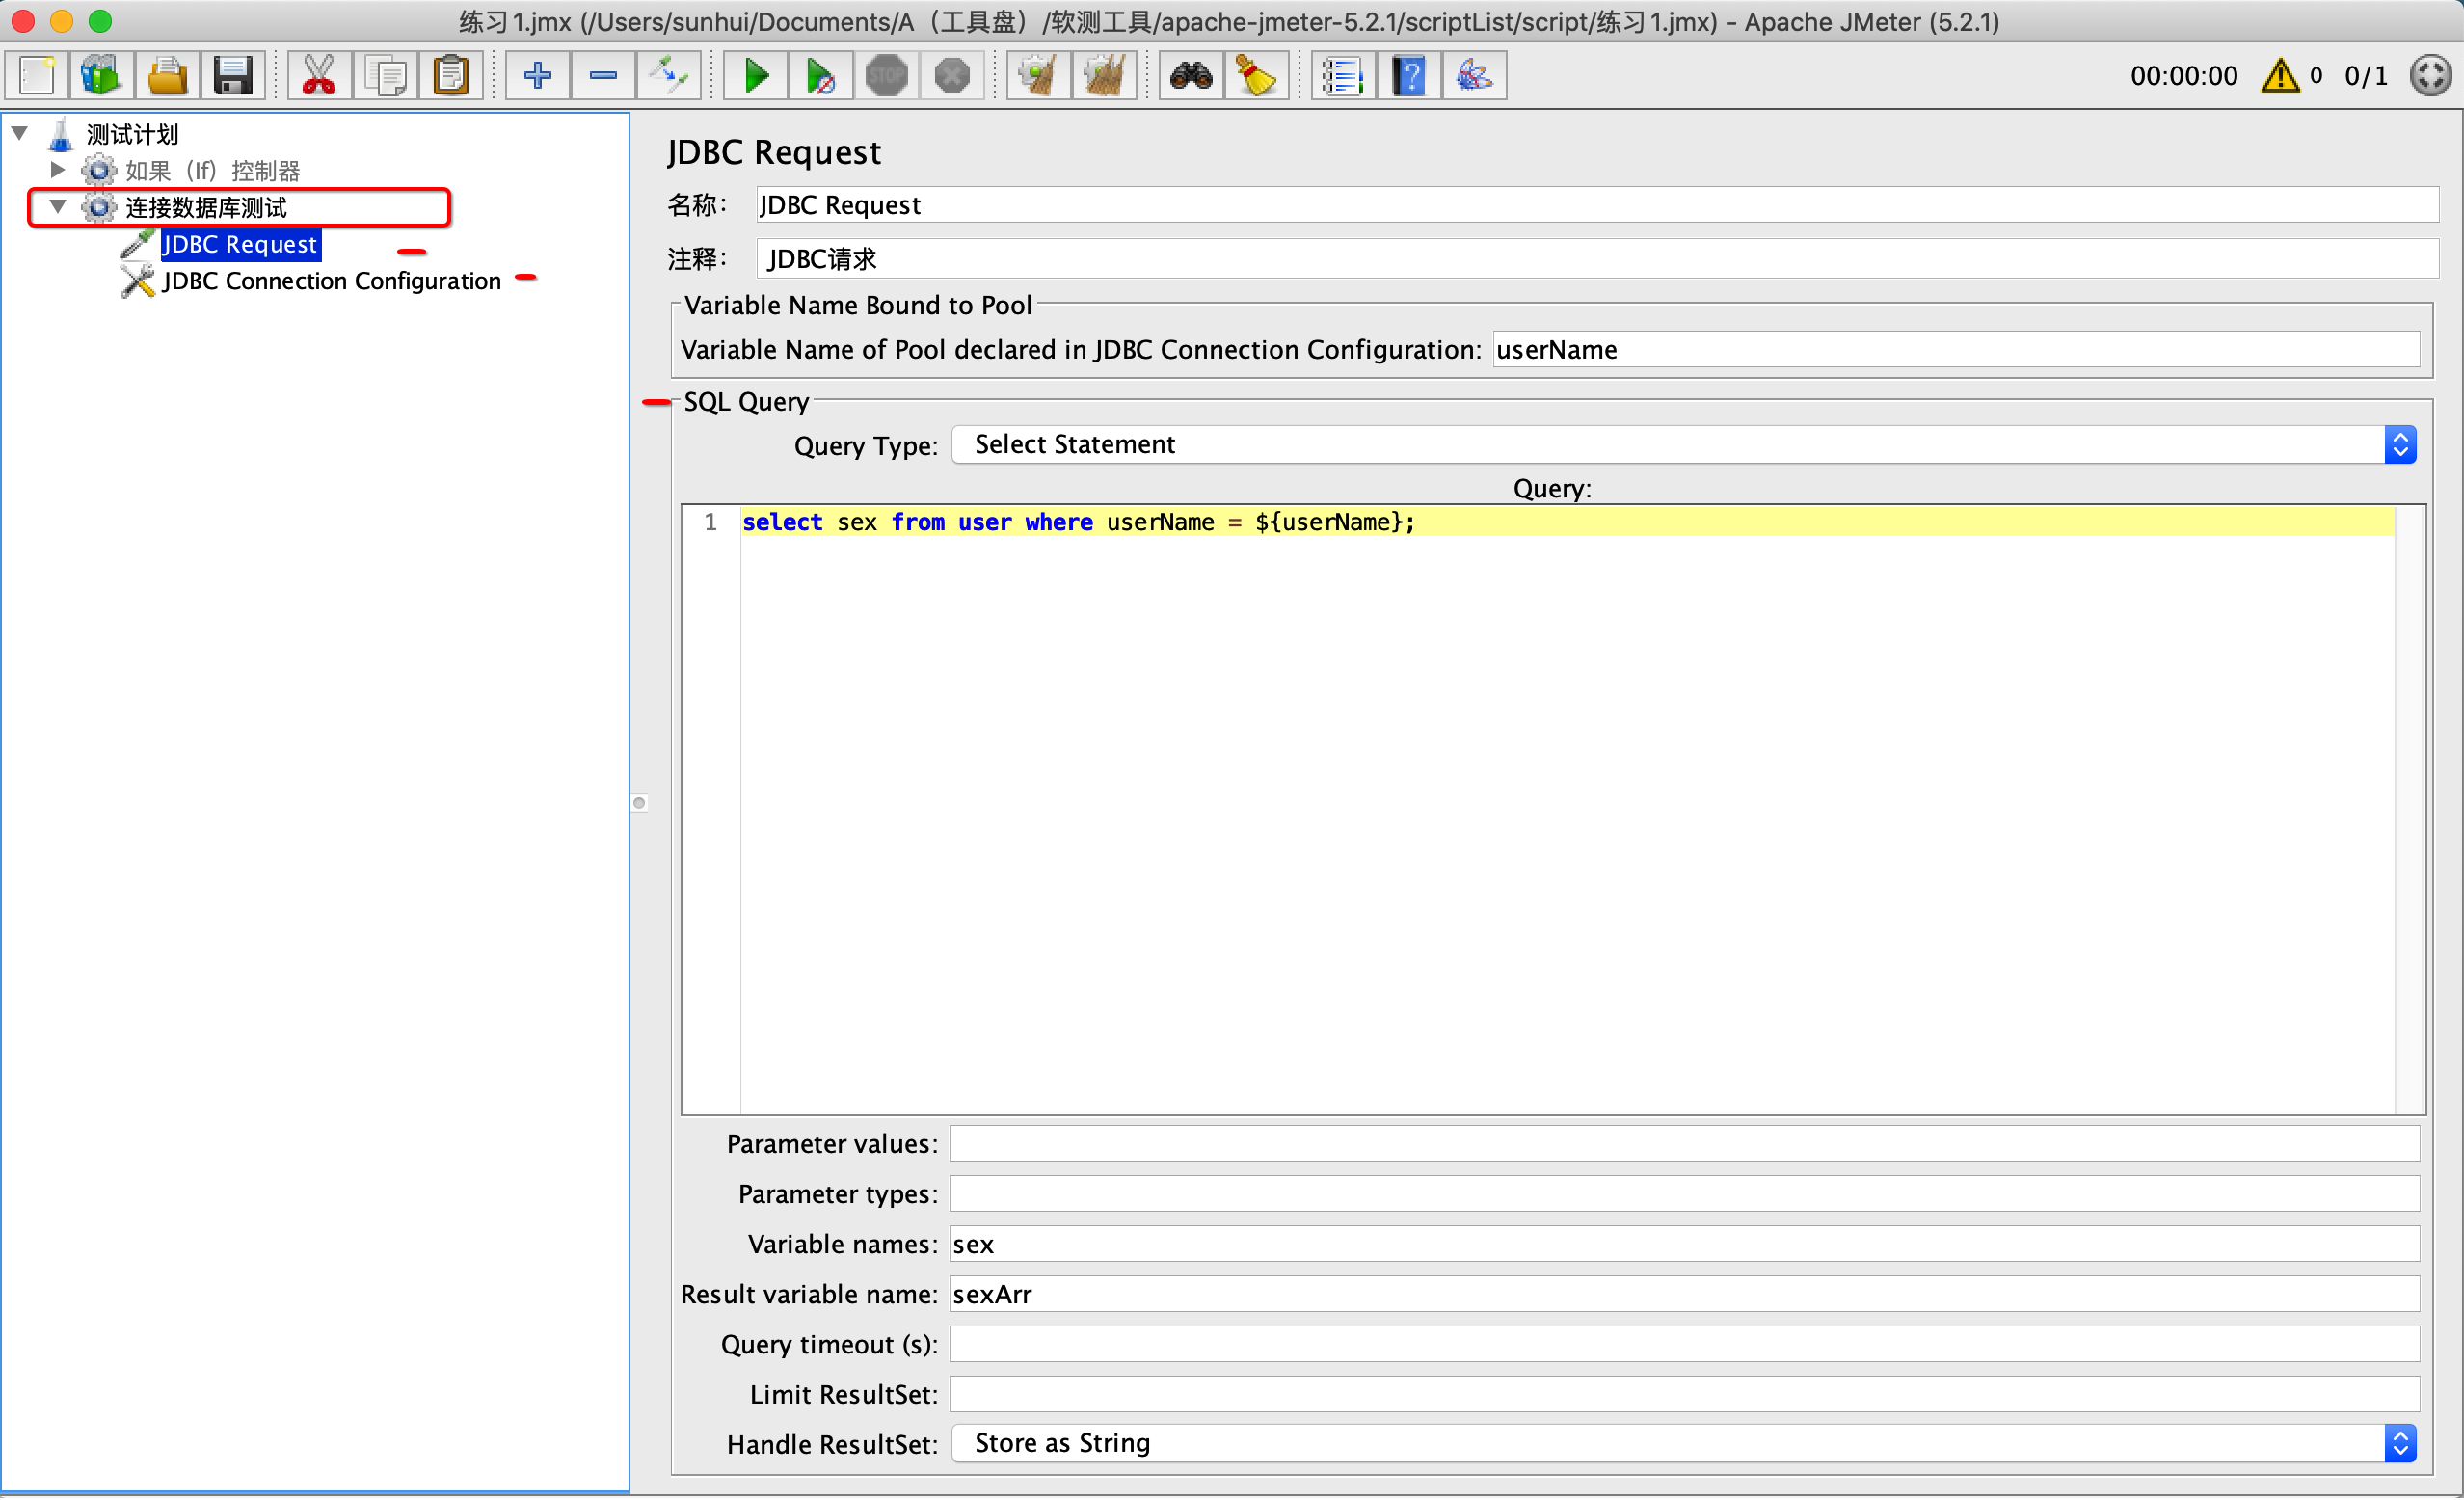 练习1.jmx (/Users/sunhui/Documents/A（工具盘）/软测工具/apache-jmeter-5.2.1/scriptList/script/练习1.jmx) - Apache JMeter (5.2.1)
STOP
00:00:00
0
0/1
测试计划
如果（If）控制器
连接数据库测试
JDBC Request
JDBC Connection Configuration
JDBC Request
名称：
JDBC Request
注释：
JDBC请求
Variable Name Bound to Pool
Variable Name of Pool declared in JDBC Connection Configuration: userName
SQL Query
Query Type: Select Statement
Query:
1 select sex from user where userName = ${userName};
Parameter values:
Parameter types:
Variable names: sex
Result variable name: sexArr
Query timeout (s):
Limit ResultSet:
Handle ResultSet: Store as String